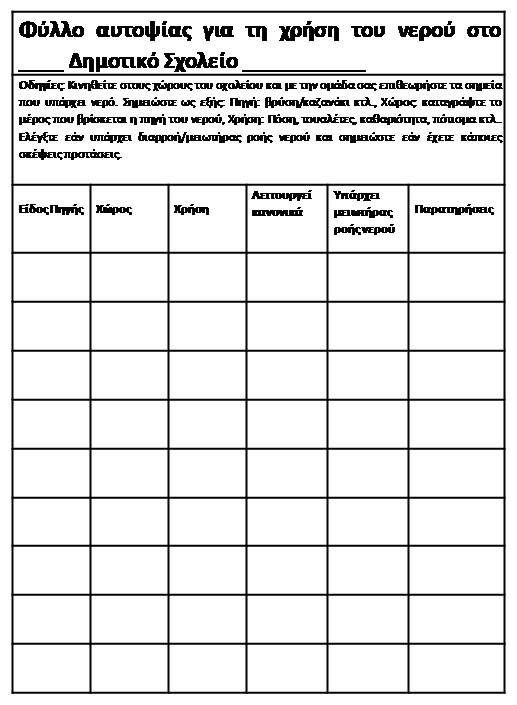 Φύλλο αυτοψίας για τη χρήση του νερού στο
____ Δημοτικό Σχολείο ___________
Οδηγίες: Κινηθείτε στους χώρους του σχολείου και με την ομάδα σας επιθεωρήστε τα σημεία
που υπάρχει νερό. Σημειώστε ως εξής: Πηγή: βρύση/καζανάκι κτλ., Χώρος: καταγράψτε το
μέρος που βρίσκεται η πηγή του νερού, Χρήση: Πόση, τουαλέτες, καθαριότητα, πότισμα κτλ..
Ελέγξτε εάν υπάρχει διαρροή/μειωτήρας ροής νερού και σημειώστε εάν έχετε κάποιες
σκέψεις προτάσεις.
Είδος Πηγής Χώρος Χρήση Λειτουργεί κανονικά Υπάρχει μειωτήρας ροής νερού Παρατηρήσεις